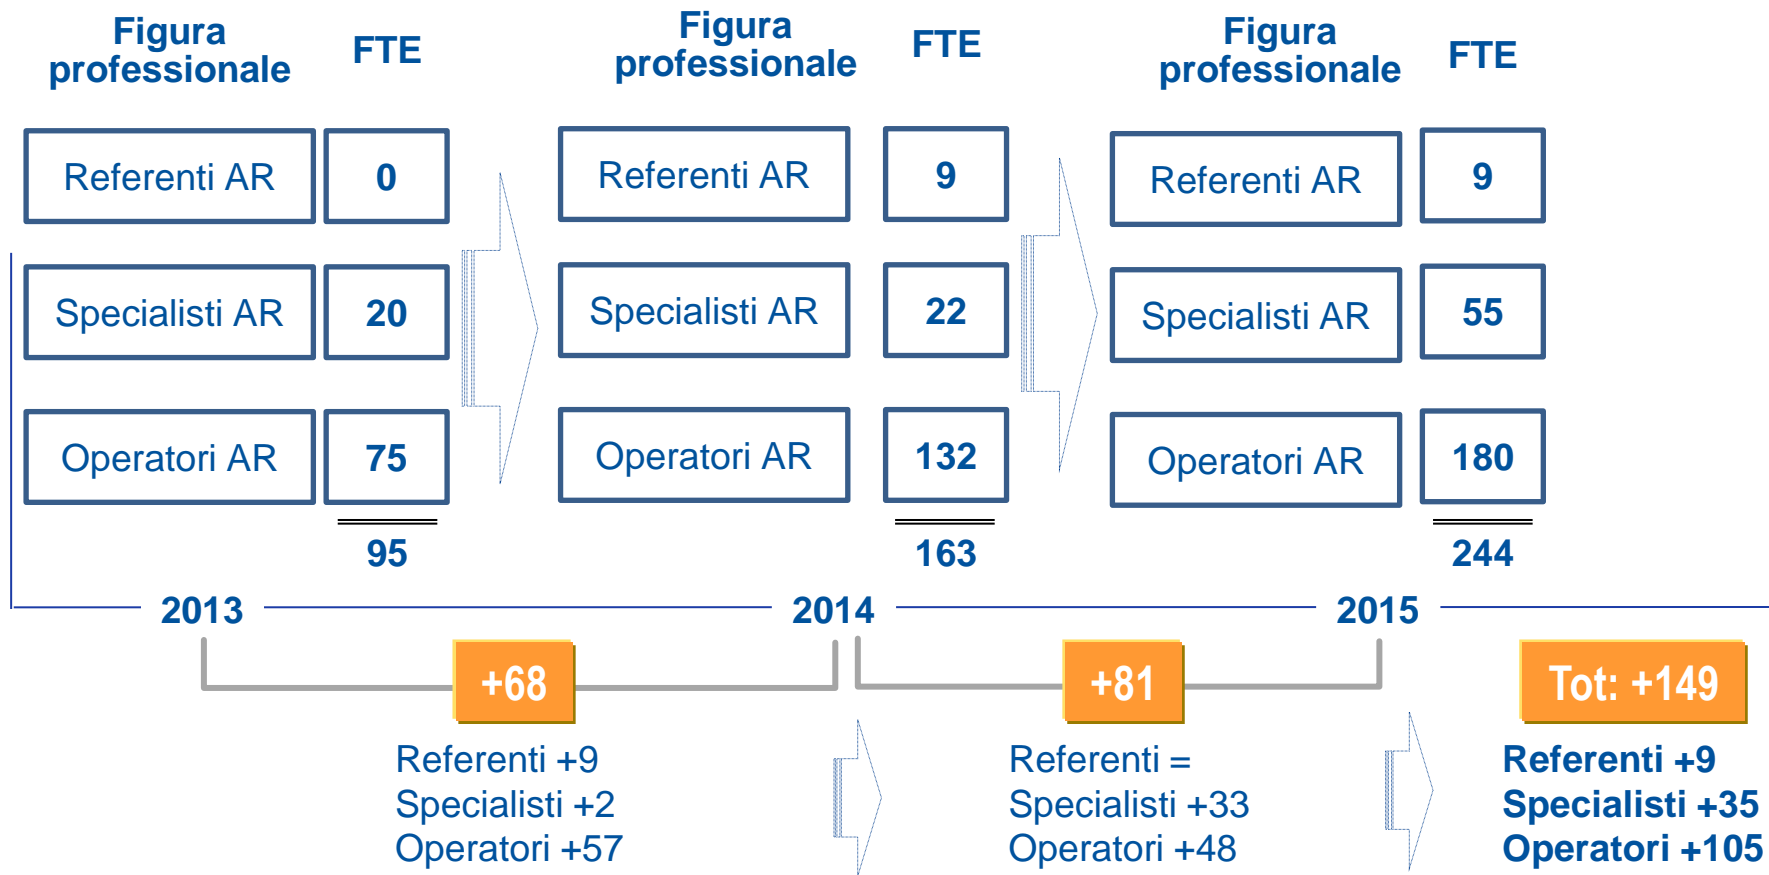 Figura
professionale
FTE
Figura
professionale
FTE
Figura
professionale
FTE
Referenti AR
0
Referenti AR
9
Referenti AR
9
Specialisti AR
20
Specialisti AR
22
Specialisti AR
55
Operatori AR
75
Operatori AR
132
Operatori AR
180
95
163
244
2013
2014
2015
+68
+81
Tot: +149
Referenti +9
Specialisti +2
Operatori +57
Referenti =
Specialisti +33
Operatori +48
Referenti +9
Specialisti +35
Operatori +105